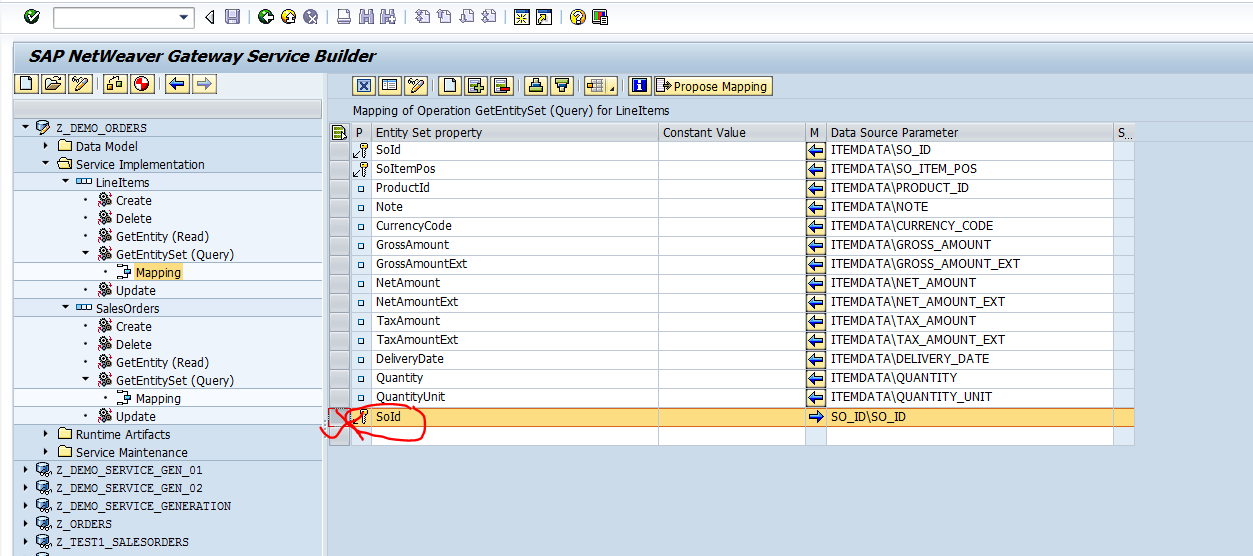 SAP NetWeaver Gateway Service Builder
Propose Mapping
Mapping of Operation GetEntitySet (Query) for LineItems
Z_DEMO_ORDERS
Data Model
Service Implementation
LineItems
Create
Delete
GetEntity (Read)
GetEntitySet (Query)
Mapping
Update
SalesOrders
Create
Delete
GetEntity (Read)
GetEntitySet (Query)
Mapping
Update
Runtime Artifacts
Service Maintenance
Z_DEMO_SERVICE_GEN_01
Z_DEMO_SERVICE_GEN_02
Z_DEMO_SERVICE_GENERATION
Z_ORDERS
Z_TEST1_SALESORDERS
P Entity Set property Constant Value M Data Source Parameter S...
SoId ITEMDATA\SO_ID
SoItemPos ITEMDATA\SO_ITEM_POS
ProductId ITEMDATA\PRODUCT_ID
Note ITEMDATA\NOTE
CurrencyCode ITEMDATA\CURRENCY_CODE
GrossAmount ITEMDATA\GROSS_AMOUNT
GrossAmountExt ITEMDATA\GROSS_AMOUNT_EXT
NetAmount ITEMDATA\NET_AMOUNT
NetAmountExt ITEMDATA\NET_AMOUNT_EXT
TaxAmount ITEMDATA\TAX_AMOUNT
TaxAmountExt ITEMDATA\TAX_AMOUNT_EXT
DeliveryDate ITEMDATA\DELIVERY_DATE
Quantity ITEMDATA\QUANTITY
QuantityUnit ITEMDATA\QUANTITY_UNIT
SoId SO_ID\SO_ID